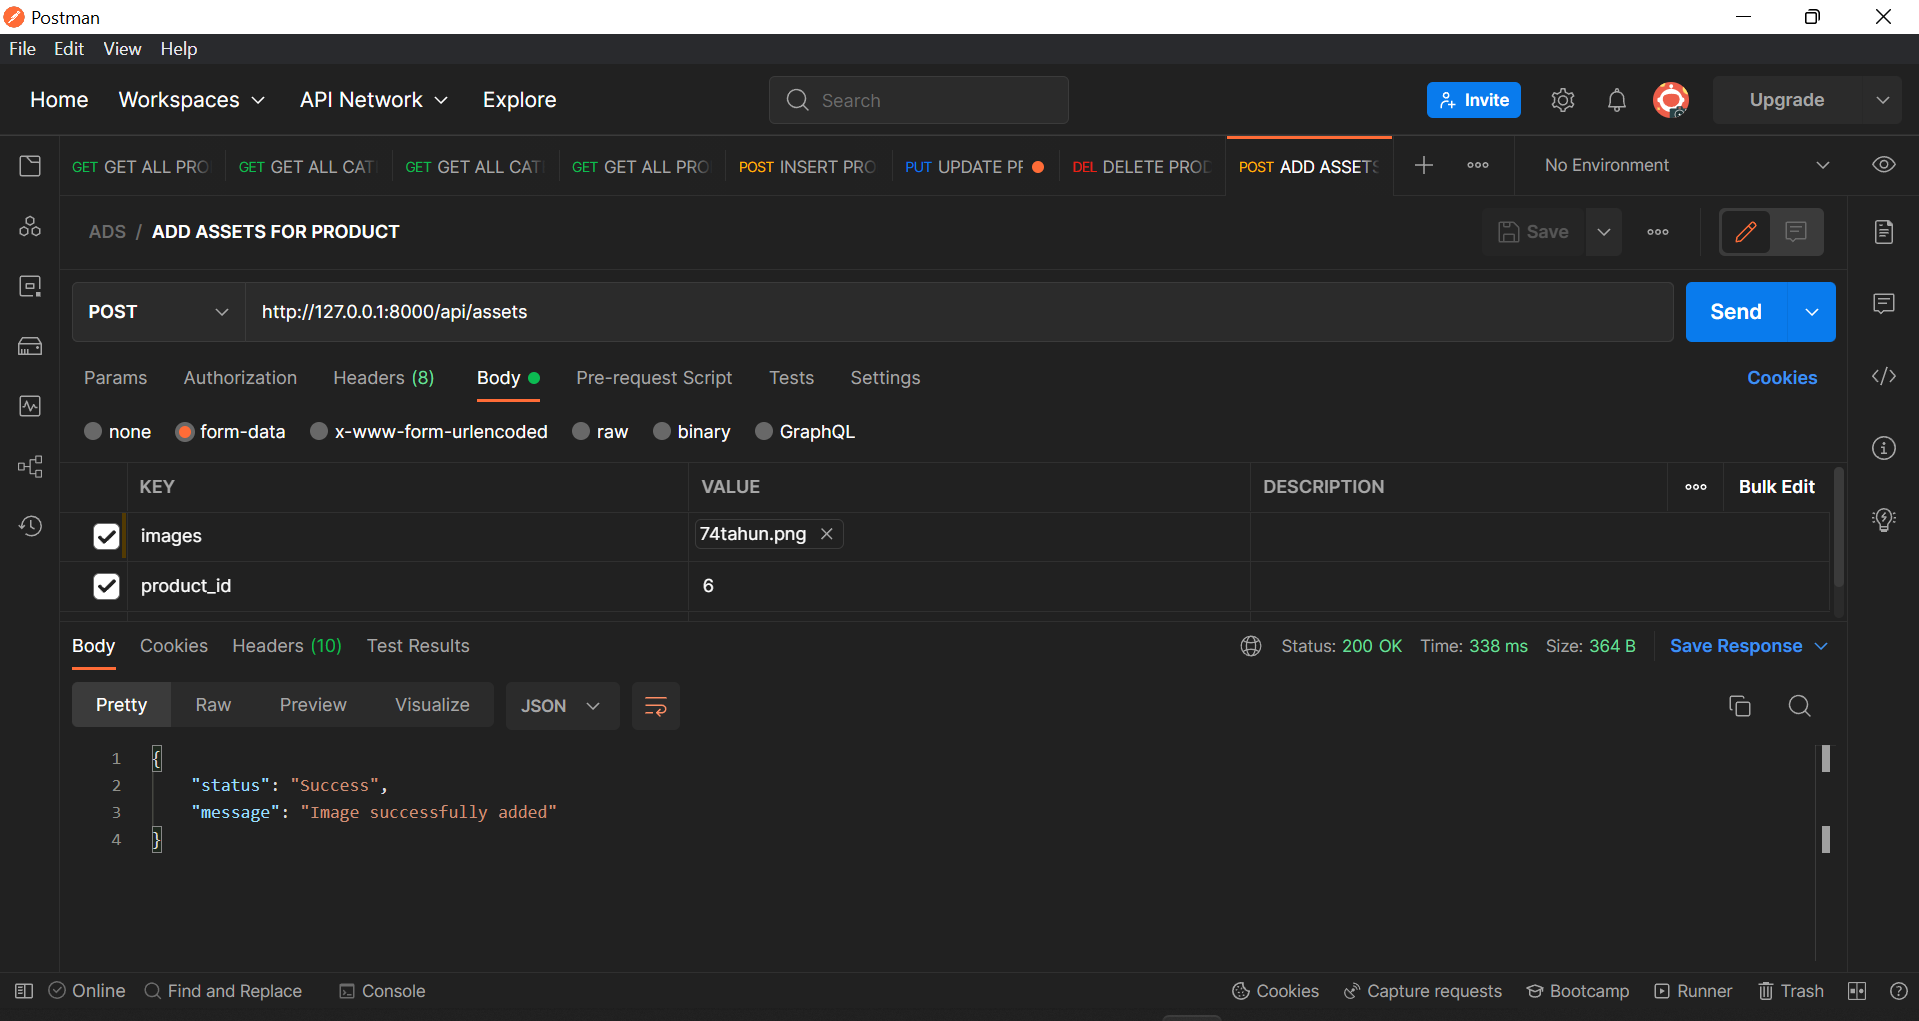 Postman
File Edit View Help
Home Workspaces API Network Explore Search Invite Upgrade
GET GET ALL PRO GET GET ALL CAT GET GET ALL CAT GET GET ALL PRO POST INSERT PRO PUT UPDATE PF DEL DELETE PROD POST ADD ASSETS No Environment
ADS / ADD ASSETS FOR PRODUCT Save
POST http://127.0.0.1:8000/api/assets Send
Params Authorization Headers (8) Body Pre-request Script Tests Settings Cookies
none form-data x-www-form-urlencoded raw binary GraphQL
KEY VALUE DESCRIPTION Bulk Edit
images 74tahun.png
product_id 6
Body Cookies Headers (10) Test Results Status: 200 OK Time: 338 ms Size: 364 B Save Response
Pretty Raw Preview Visualize JSON
1 {
2 "status": "Success",
3 "message": "Image successfully added"
4 }
Online Find and Replace Console Cookies Capture requests Bootcamp Runner Trash